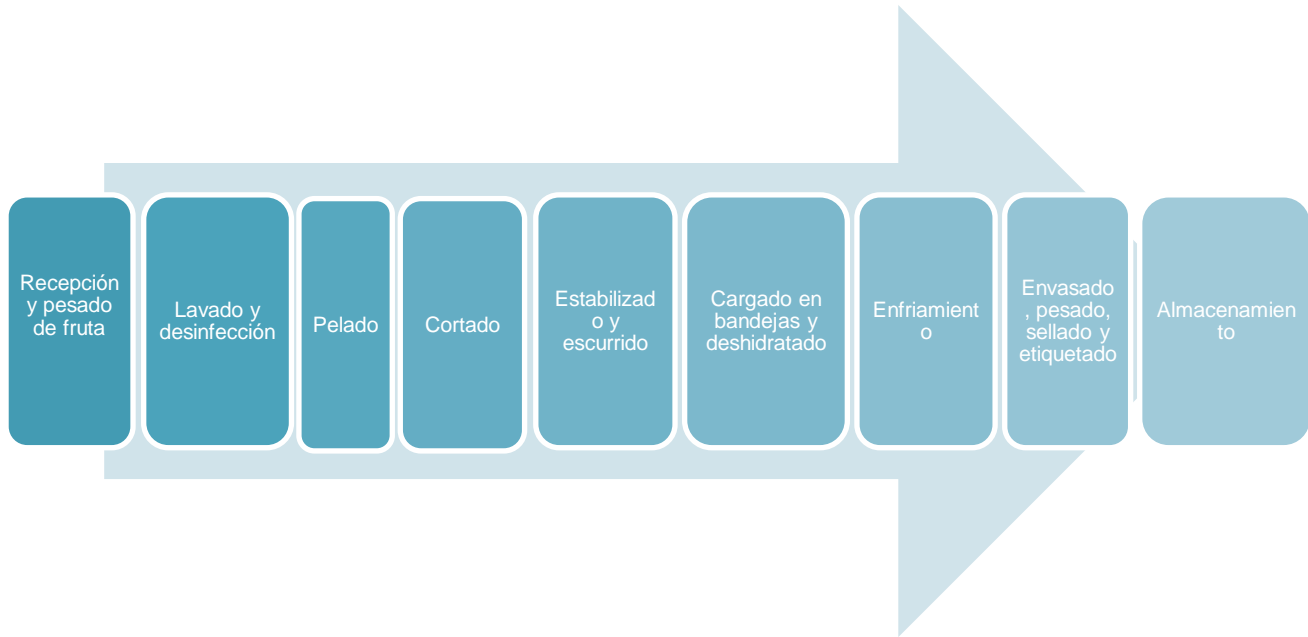 Recepción
y pesado
de fruta
Lavado y
desinfección
Pelado
Cortado
Estabilizad
o y
escurrido
Cargado en
bandejas y
deshidratado
Enfriamient
o
Envasado
, pesado,
sellado y
etiquetado
Almacenamien
to